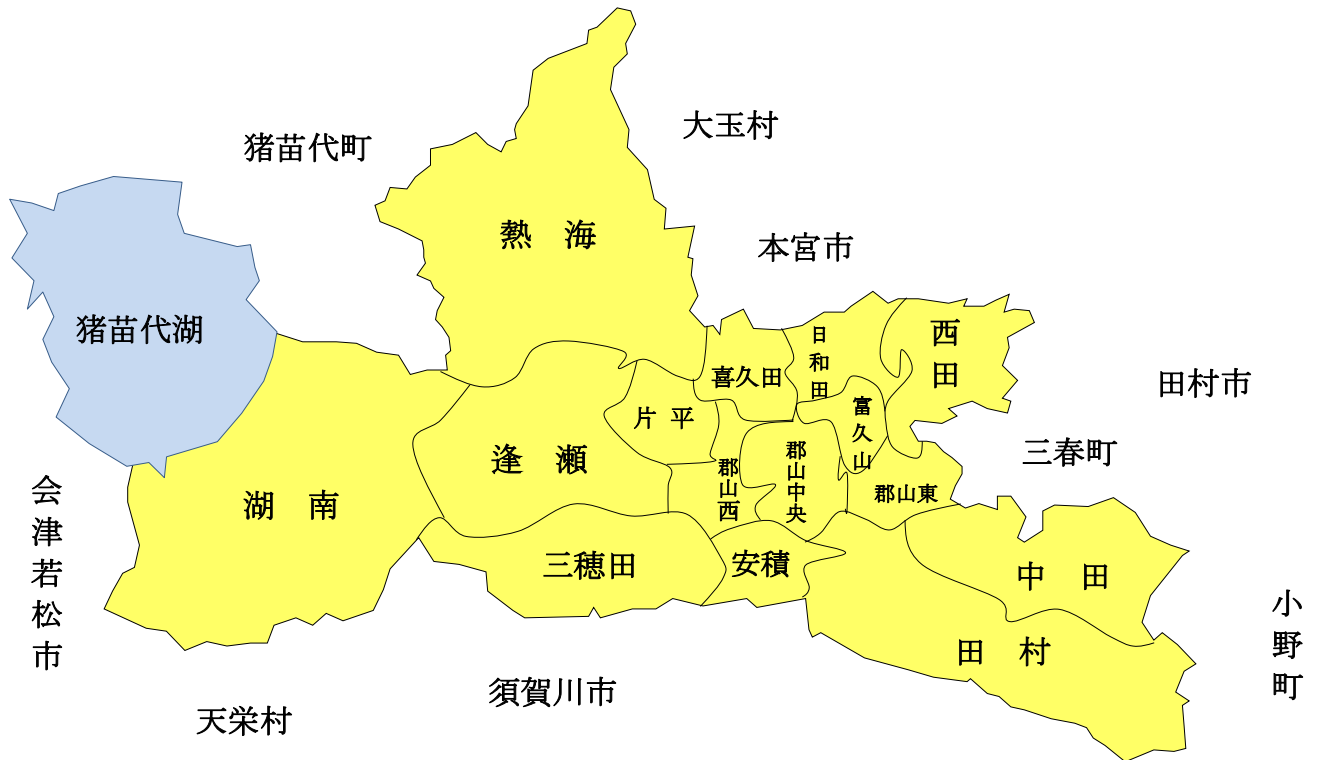 大玉村
猪苗代町
熱　海
本宮市
猪苗代湖
日和田
西田
喜久田
田村市
片 平
富久山
三春町
逢　瀬
郡山西
郡山中央
郡山東
湖　南
会津若松市
三穂田
安積
中　田
小野町
田　村
須賀川市
天栄村